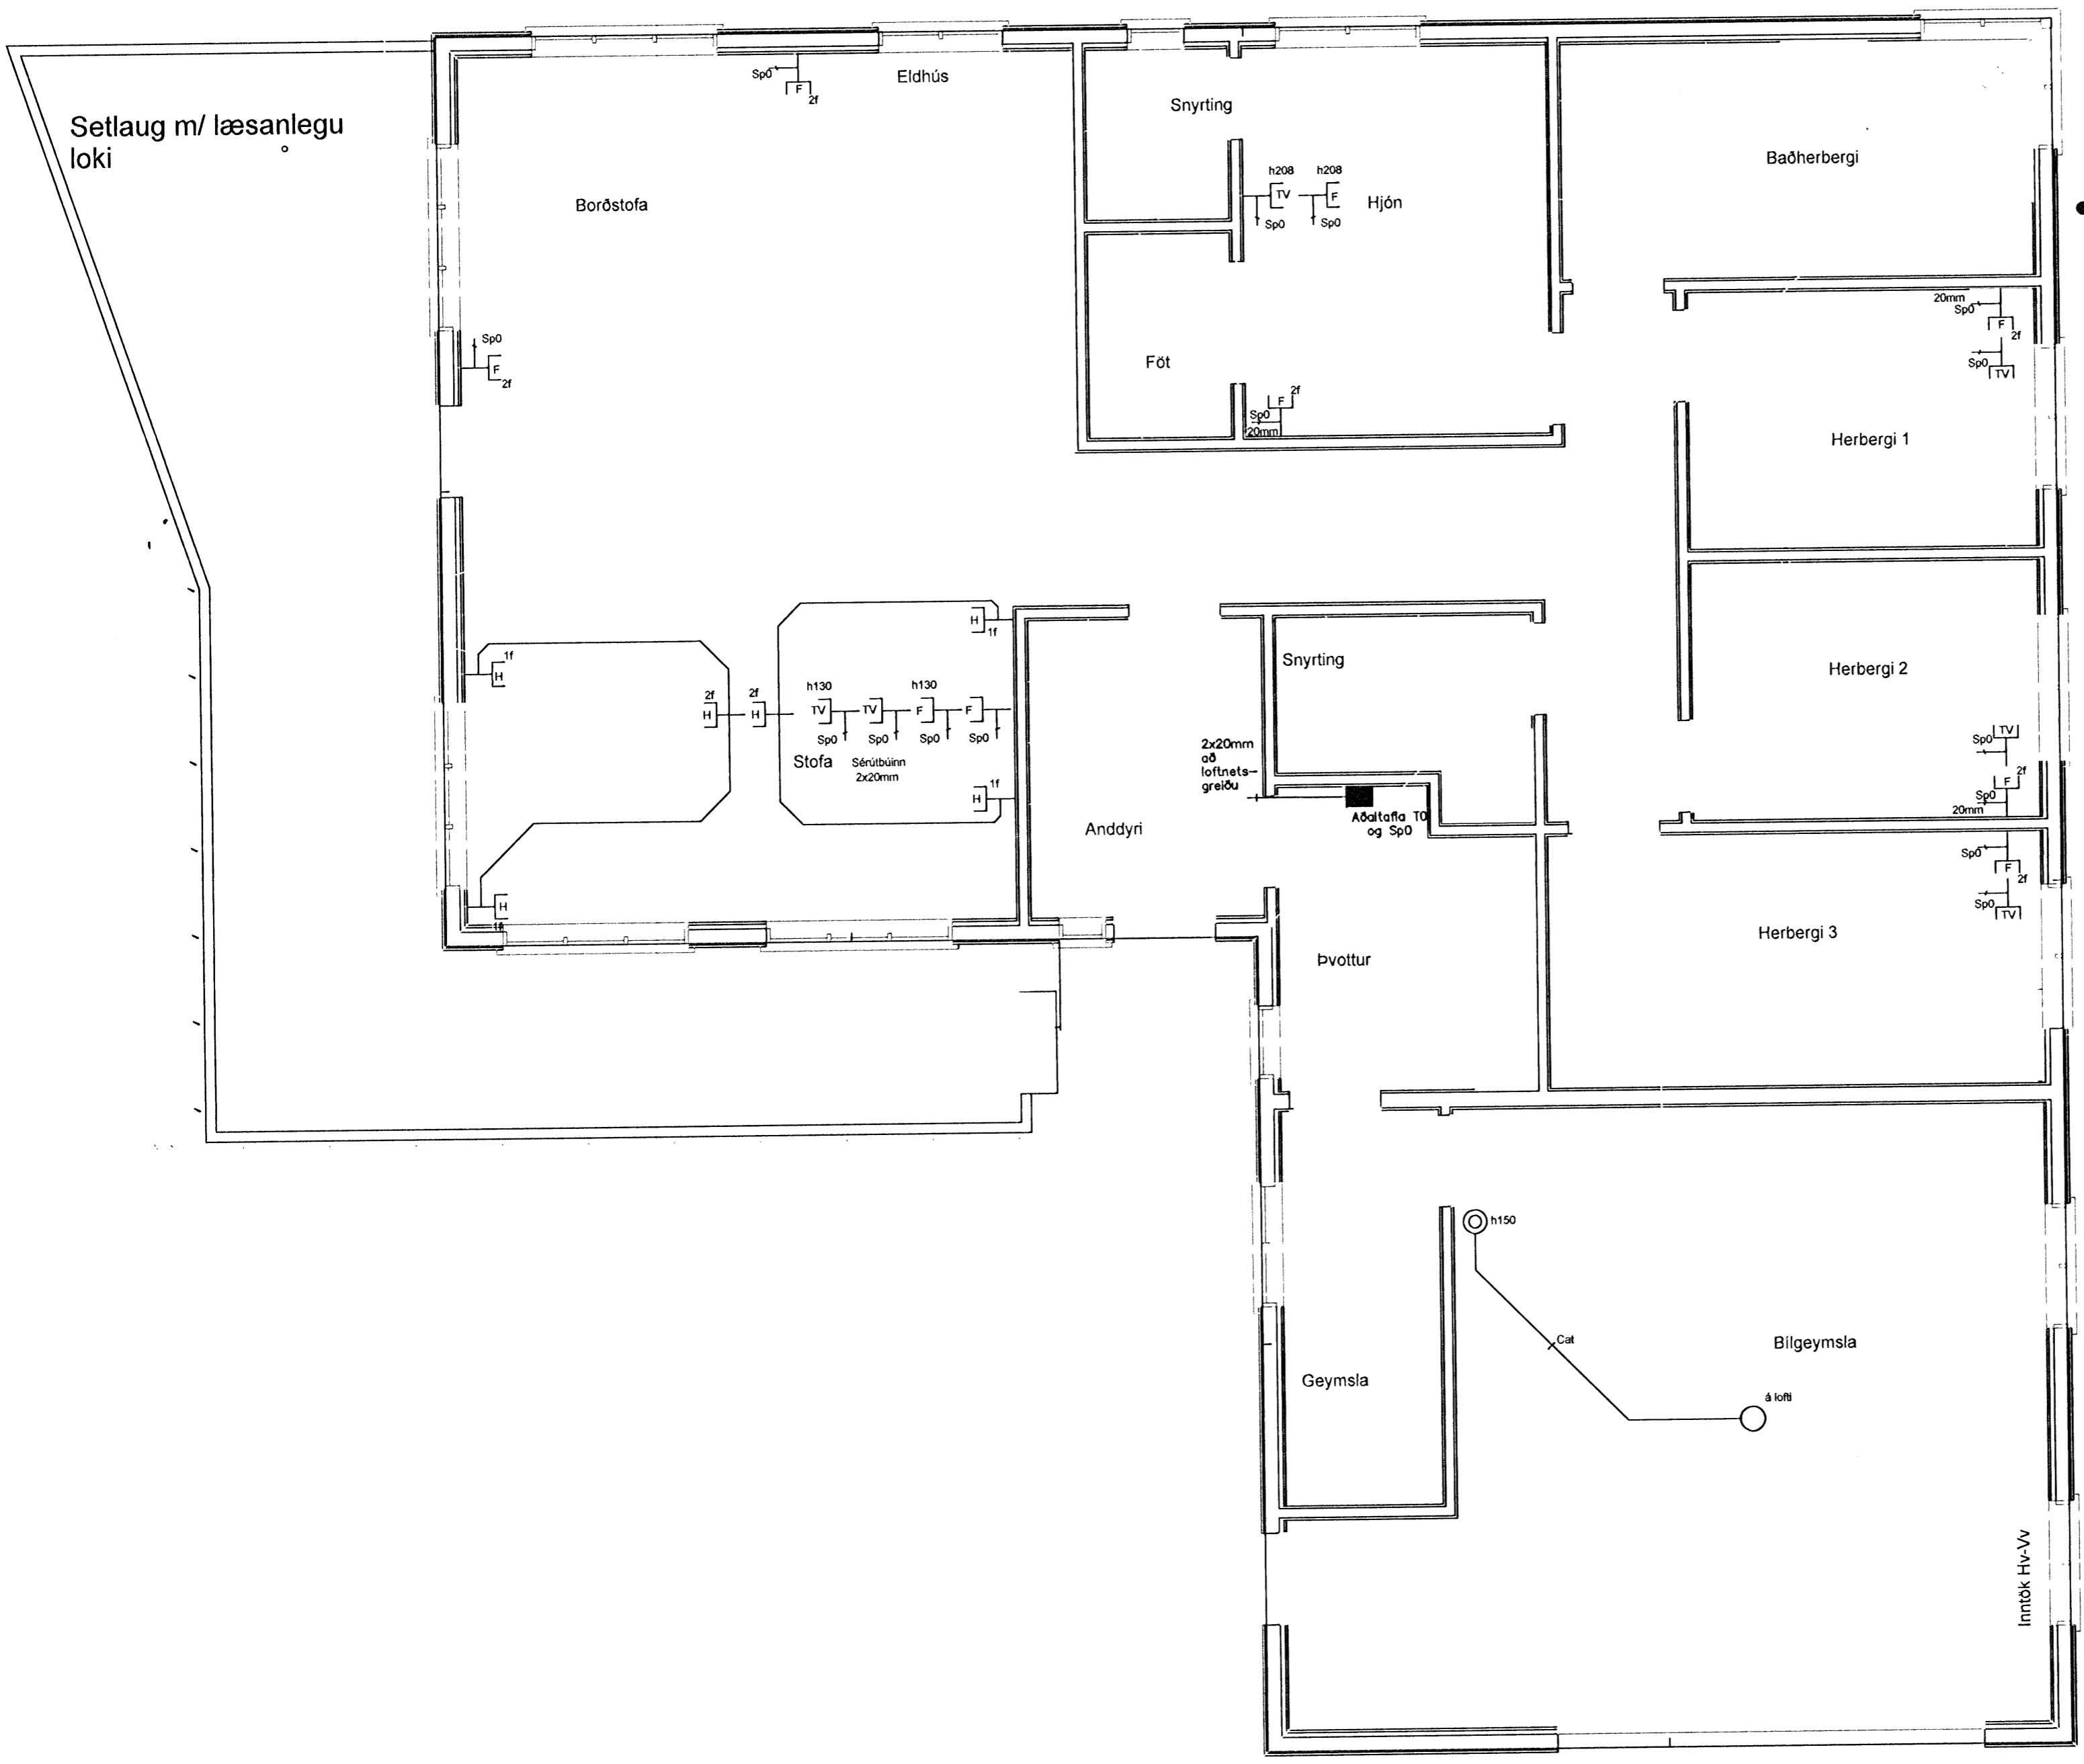 Eldhús
Sp0
F
2f
Setlaug m/ læsanlegu
loki
Snyrting
Baðherbergi
h208
h208
TV
F
Sp0
Sp0
Hjón
Borðstofa
20mm
Sp0
F
2f
Sp0
TV
Sp0
F
2f
Föt
2f
F
Sp0
20mm
Herbergi 1
H
1f
1f
H
Snyrting
Herbergi 2
2f
H
2f
H
h130
TV
TV
h130
F
F
Sp0
Sp0
Sp0
Sp0
Stofa
Sérútbúinn
2x20mm
2x20mm
að
loftnets-
greiðu
TV
Sp0
2f
F
Sp0
20mm
1f
H
Aðaltafla T0
og Sp0
Anddyri
Sp0
F
2f
Sp0
TV
H
Herbergi 3
Þvottur
h150
Cat
Bílgeymsla
Geymsla
á lofti
Inntök Hv-Vv